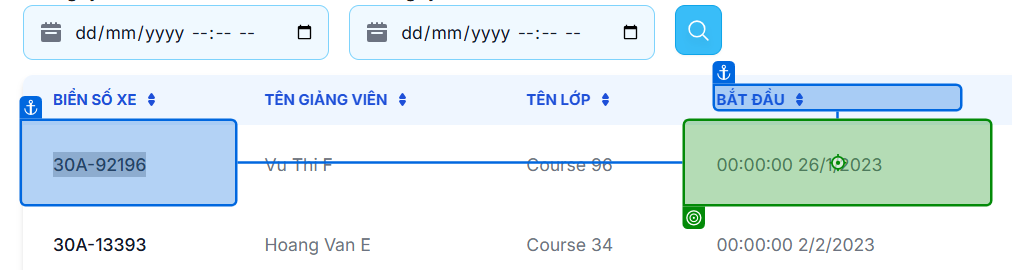 dd/mm/yyyy --:-- -- dd/mm/yyyy --:-- --
BIỂN SỐ XE TÊN GIẢNG VIÊN TÊN LỚP BẮT ĐẦU
30A-92196 Vu Thi F Course 96 00:00:00 26/1/2023
30A-13393 Hoang Van E Course 34 00:00:00 2/2/2023